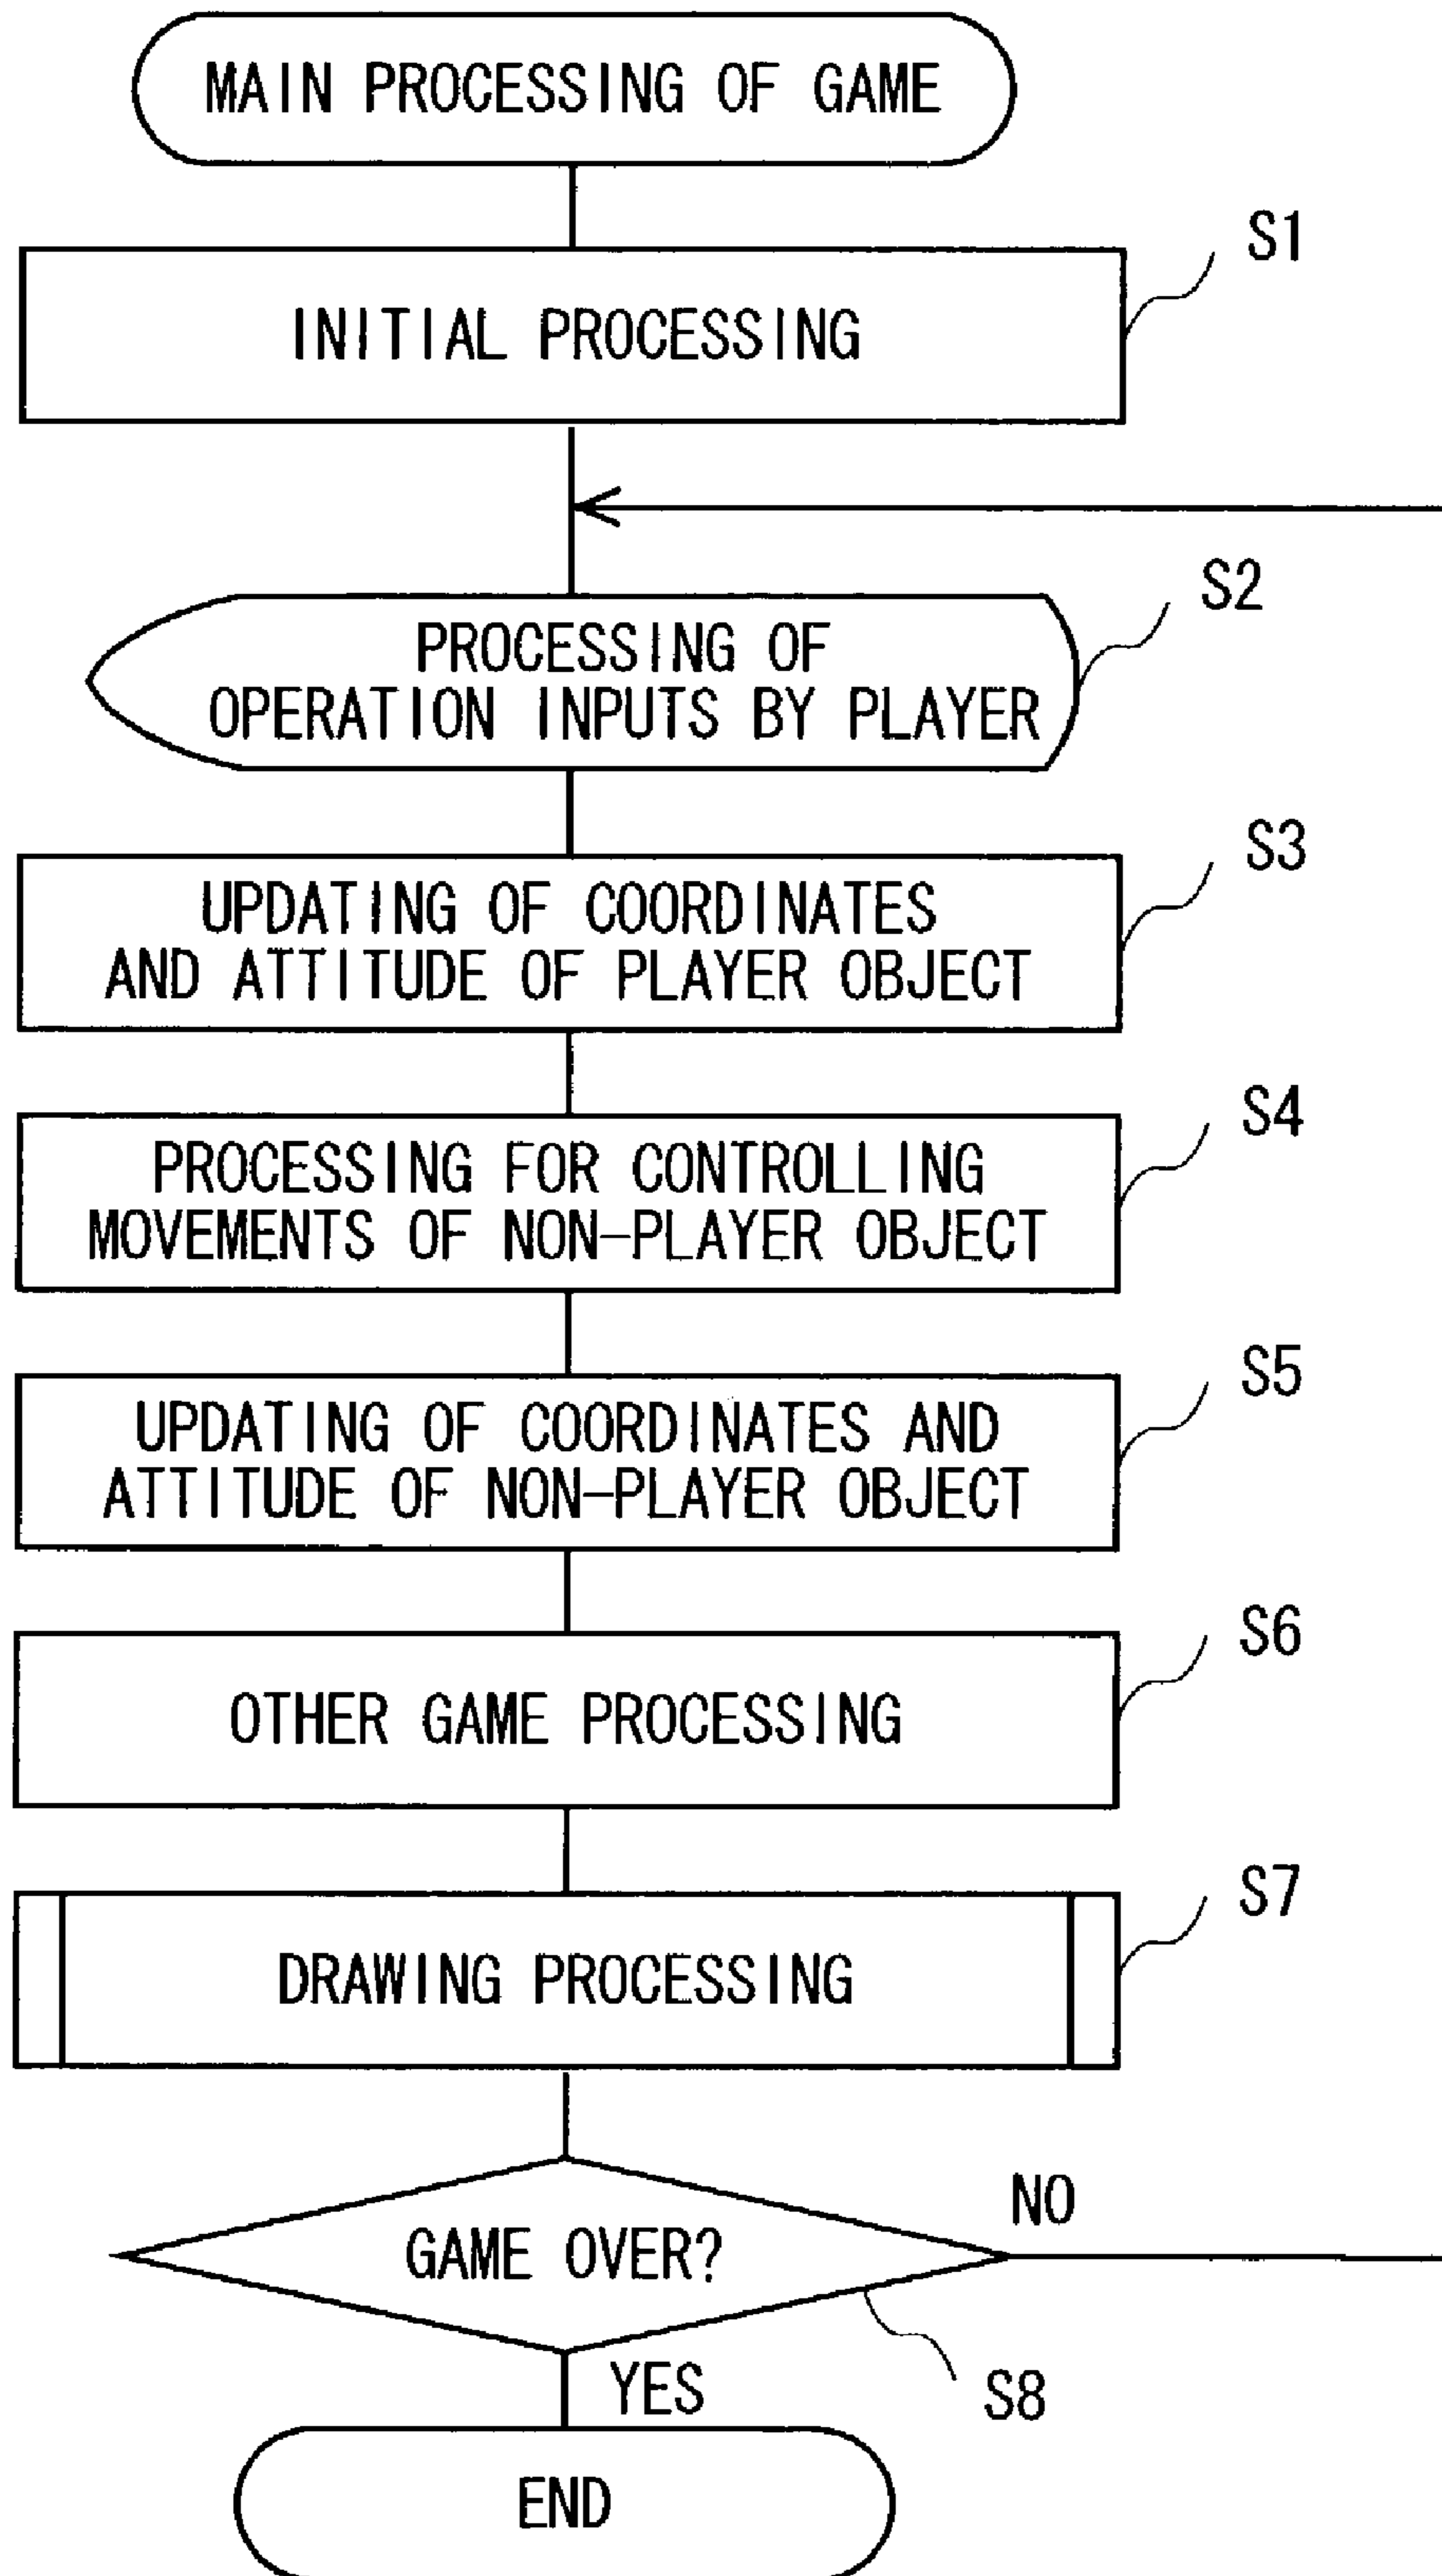 MAIN PROCESSING OF GAME
S1
INITIAL PROCESSING
S2
PROCESSING OF
OPERATION INPUTS BY PLAYER
S3
UPDATING OF COORDINATES
AND ATTITUDE OF PLAYER OBJECT
S4
PROCESSING FOR CONTROLLING
MOVEMENTS OF NON-PLAYER OBJECT
S5
UPDATING OF COORDINATES AND
ATTITUDE OF NON-PLAYER OBJECT
S6
OTHER GAME PROCESSING
S7
DRAWING PROCESSING
NO
GAME OVER?
YES
S8
END